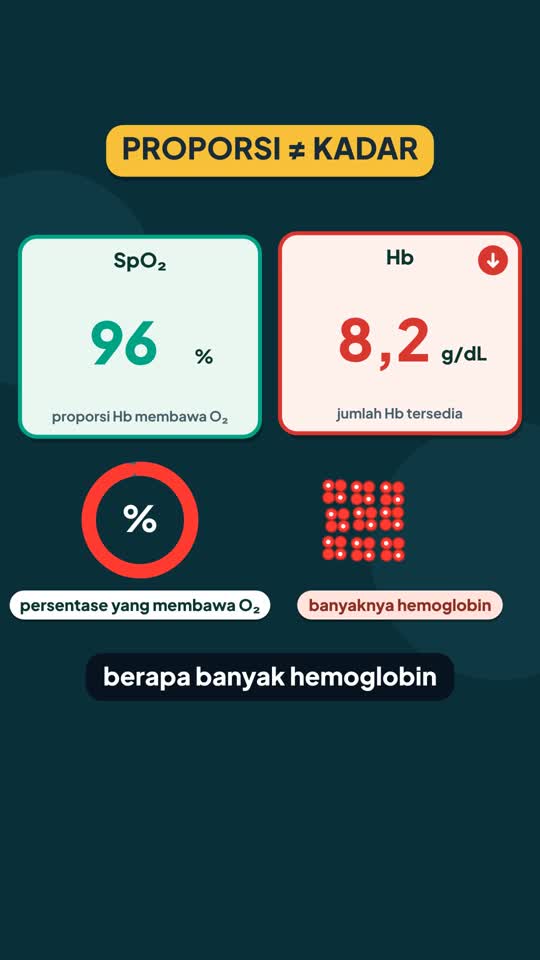 PROPORSI ≠ KADAR
SpO₂
96 %
proporsi Hb membawa O₂
Hb
8,2 g/dL
jumlah Hb tersedia
%
persentase yang membawa O₂
banyaknya hemoglobin
berapa banyak hemoglobin